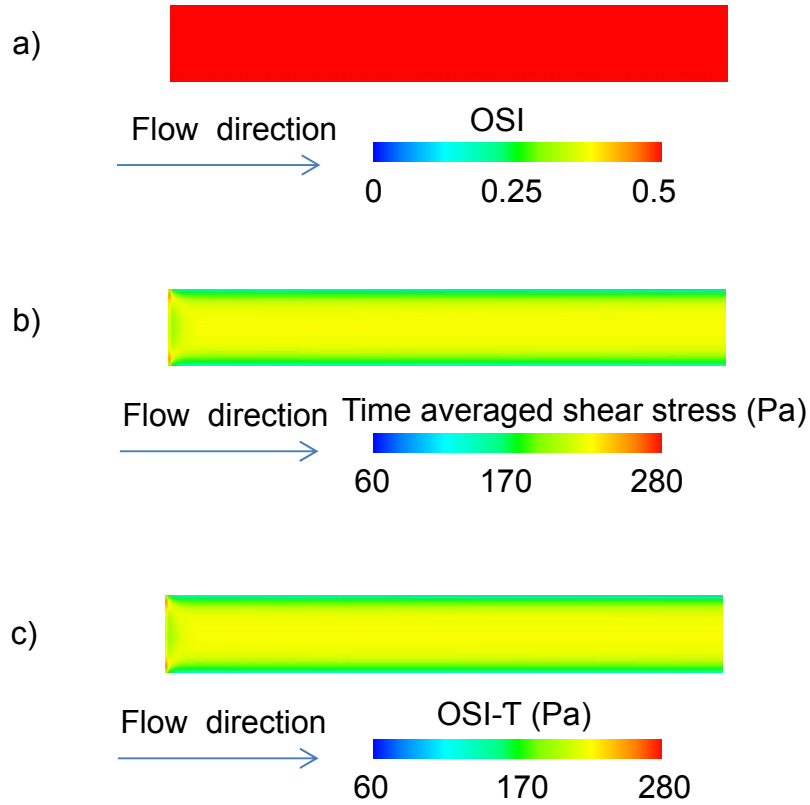 a)
Flow direction
OSI
0 0.25 0.5
b)
Flow direction
Time averaged shear stress (Pa)
60 170 280
c)
Flow direction
OSI-T (Pa)
60 170 280